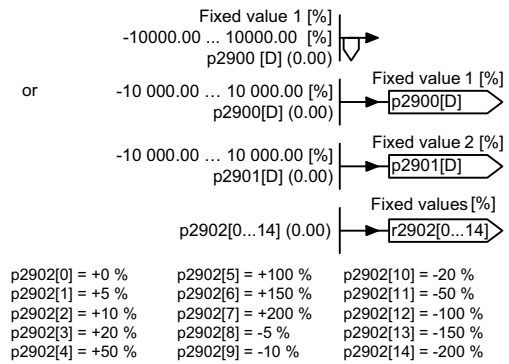 Fixed value 1 [%]
-10000.00 ... 10000.00 [%]
p2900 [D] (0.00)
or
-10 000.00 … 10 000.00 [%]
p2900[D] (0.00)
Fixed value 1 [%]
p2900[D]
-10 000.00 … 10 000.00 [%]
p2901[D] (0.00)
Fixed value 2 [%]
p2901[D]
p2902[0...14] (0.00)
Fixed values [%]
r2902[0...14]
p2902[0] = +0 %
p2902[1] = +5 %
p2902[2] = +10 %
p2902[3] = +20 %
p2902[4] = +50 %
p2902[5] = +100 %
p2902[6] = +150 %
p2902[7] = +200 %
p2902[8] = -5 %
p2902[9] = -10 %
p2902[10] = -20 %
p2902[11] = -50 %
p2902[12] = -100 %
p2902[13] = -150 %
p2902[14] = -200 %